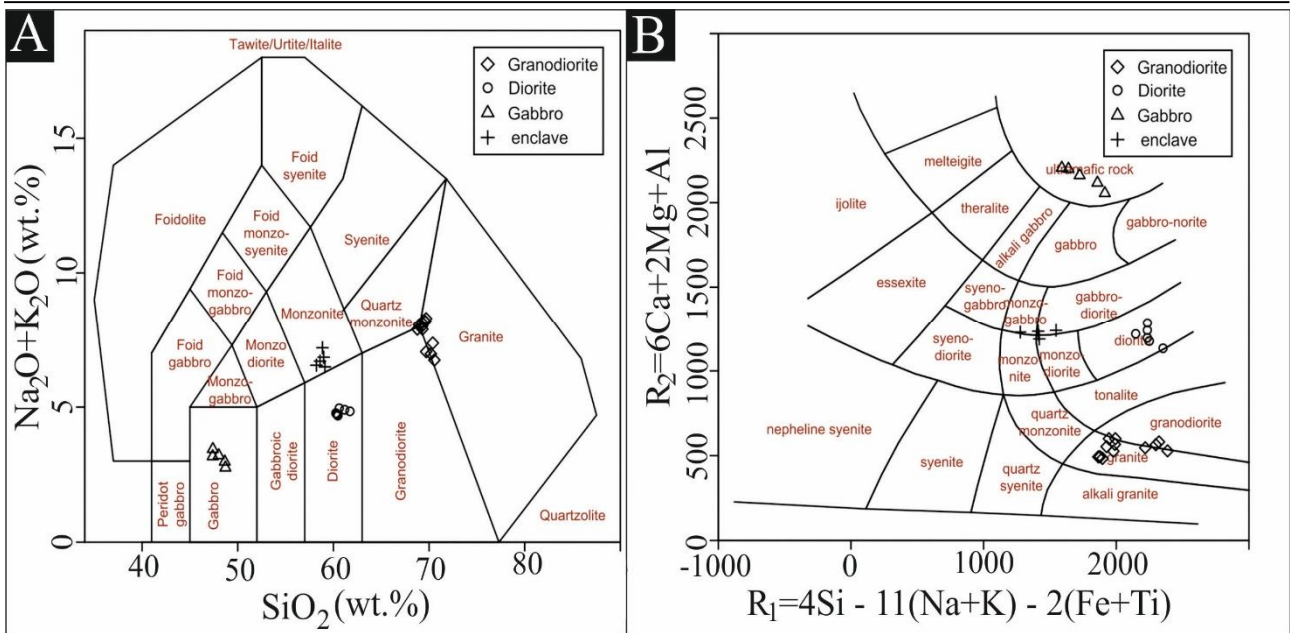 A
Tawite/Urtite/Italite
Granodiorite
Diorite
Gabbro
enclave
Foid
syenite
Foidolite
Foid
monzo-
syenite
Syenite
Foid
monzo-
gabbro
Monzonite
Quartz
monzonite
Granite
Foid
gabbro
Monzo
diorite
Monzo-
gabbro
Peridot
gabbro
Gabbro
Gabbroic
diorite
Diorite
Granodiorite
Quartzolite
Na₂O+K₂O (wt.%)
0
5
10
15
40
50
60
70
80
SiO₂ (wt.%)
B
Granodiorite
Diorite
Gabbro
enclave
melteigite
ultramafic rock
ijolite
theralite
alkali gabbro
gabbro
gabbro-norite
essexite
syeno-
gabbro
monzo-
gabbro
gabbro-
diorite
syeno-
diorite
monzo-
nite
monzo
diorite
diorite
tonalite
nepheline syenite
quartz
monzonite
granodiorite
syenite
quartz
syenite
granite
alkali granite
R₂=6Ca+2Mg+Al
0
500
1000
1500
2000
2500
-1000
0
1000
2000
R₁=4Si - 11(Na+K) - 2(Fe+Ti)